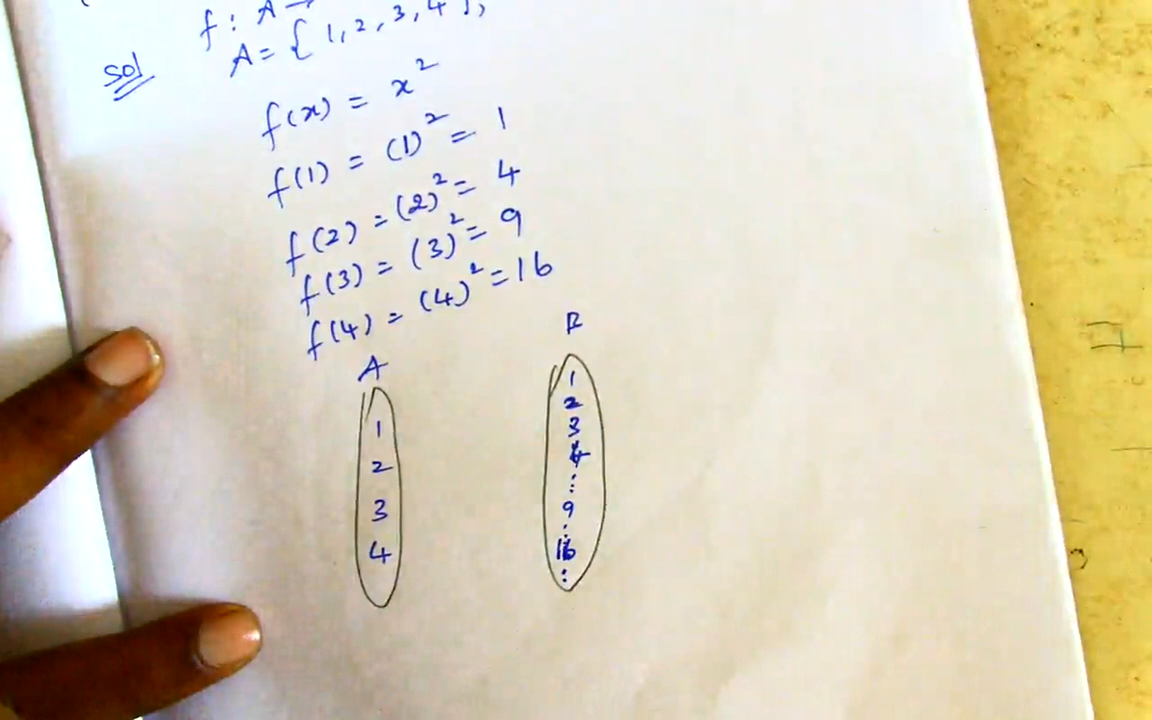 f : A →
Sol A = { 1, 2, 3, 4 },
f(x) = x²
f(1) = (1)² = 1
f(2) = (2)² = 4
f(3) = (3)² = 9
f(4) = (4)² = 16
A R
1 1
2 2
3 3
4 4
⋮
9
⋮
16
⋮